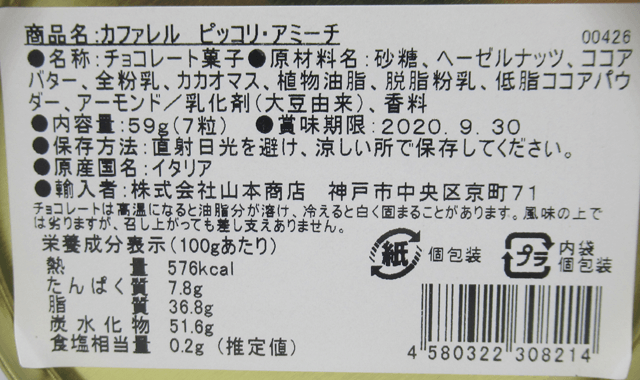 商品名:カファレル ピッコリ・アミーチ 00426
●名称:チョコレート菓子●原材料名:砂糖、ヘーゼルナッツ、ココア
バター、全粉乳、カカオマス、植物油脂、脱脂粉乳、低脂ココアパウ
ダー、アーモンド/乳化剤(大豆由来)、香料
●内容量:59g(7粒) ●賞味期限:2020.9.30
●保存方法:直射日光を避け、涼しい所で保存してください。
●原産国名:イタリア
●輸入者:株式会社山本商店 神戸市中央区京町71
チョコレートは高温になると油脂分が溶け、冷えると白く固まることがあります。風味の上で
は劣りますが、召し上がっても差し支えありません。
栄養成分表示(100gあたり)
熱量 576kcal
たんぱく質 7.8g
脂質 36.8g
炭水化物 51.6g
食塩相当量 0.2g (推定値)
紙 個包装
プラ 内袋
個包装
4 580322 308214